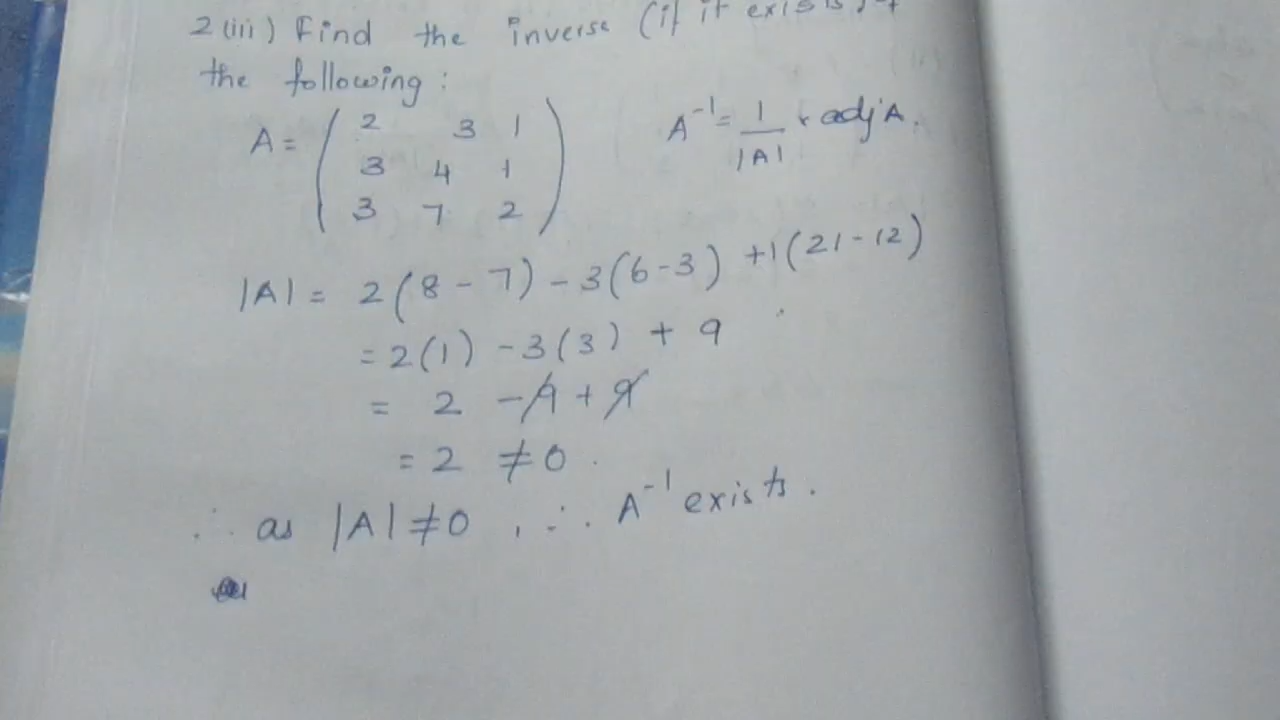 2(iii) Find the inverse (if it exists) of
the following:
A = ( 2 3 1
3 4 1
3 7 2 )
A⁻¹ = 1/|A| × adj A.
|A| = 2(8-7) -3(6-3) +1(21-12)
= 2(1) -3(3) + 9
= 2 -9 + 9
= 2 ≠ 0.
∴ as |A| ≠ 0, ∴ A⁻¹ exists.